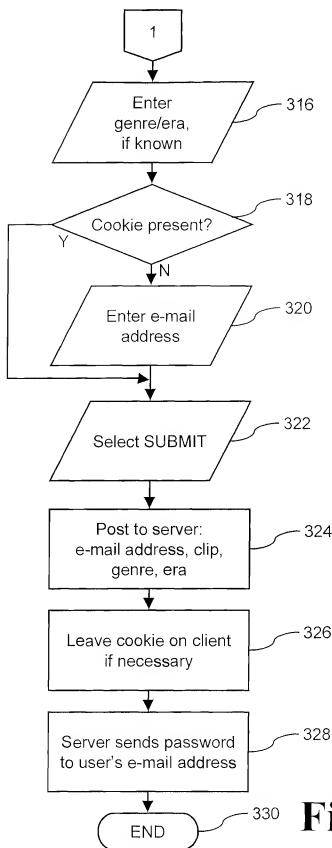 1
Enter
genre/era,
if known
316
Cookie present?
318
Y
N
Enter e-mail
address
320
Select SUBMIT
322
Post to server:
e-mail address, clip,
genre, era
324
Leave cookie on client
if necessary
326
Server sends password
to user's e-mail address
328
END
330
Fi